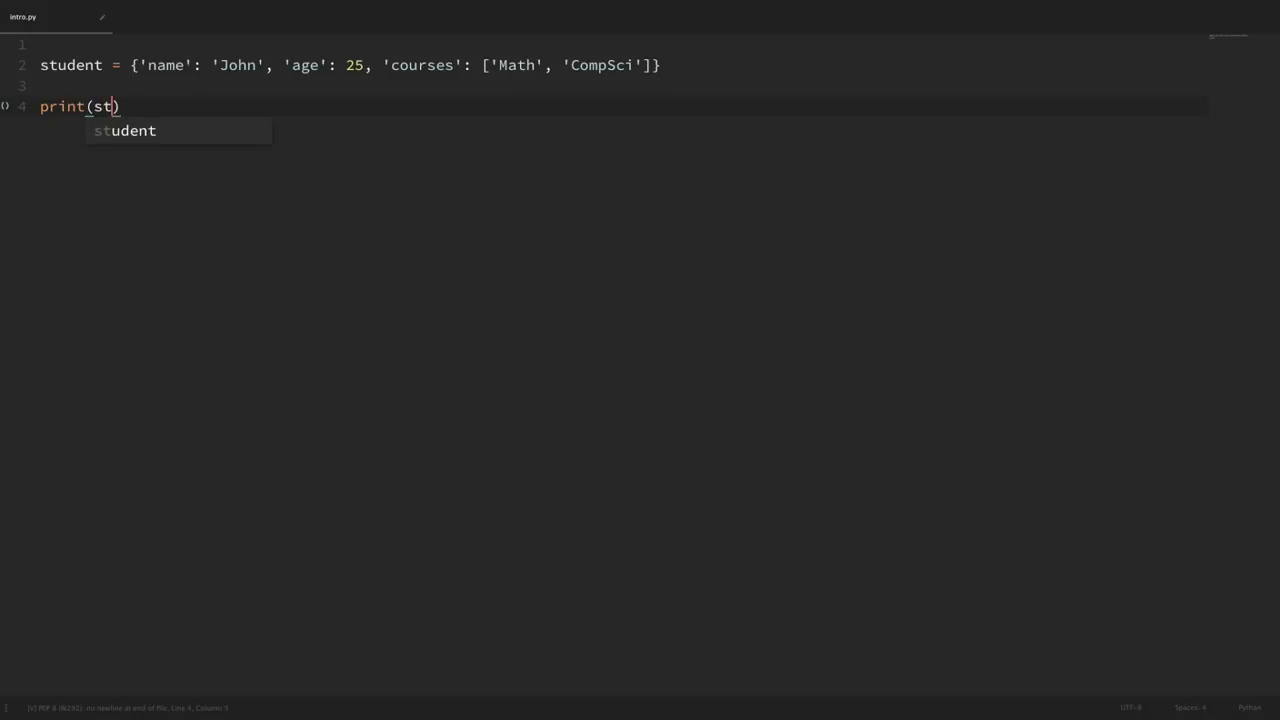 intro.py
1
2 student = {'name': 'John', 'age': 25, 'courses': ['Math', 'CompSci']}
3
4 print(st)
student
[V] PEP 8 (W292): no newline at end of file, Line 4, Column 9
UTF-8
Spaces: 4
Python